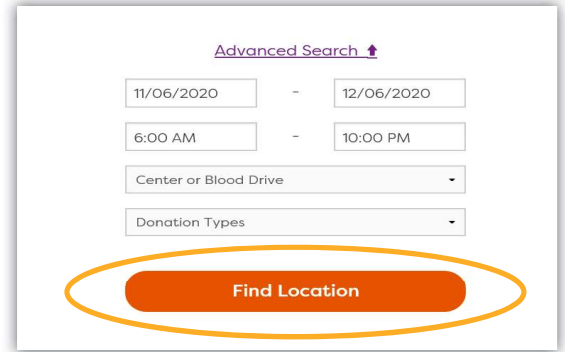 Advanced Search
11/06/2020 - 12/06/2020
6:00 AM - 10:00 PM
Center or Blood Drive
Donation Types
Find Location